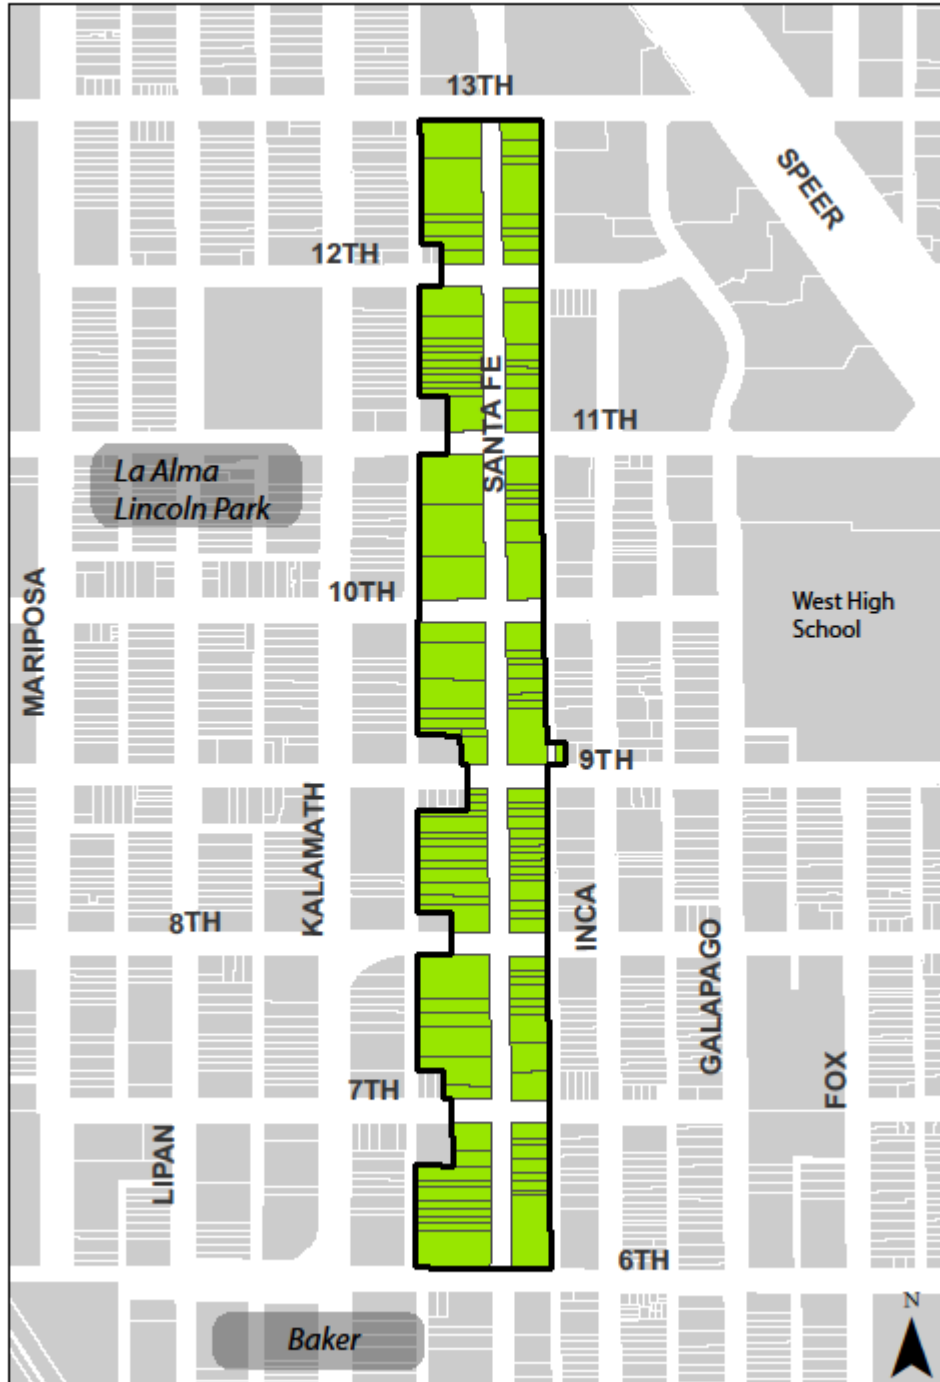 13TH
SPEER
12TH
SANTA FE
11TH
La Alma
Lincoln Park
10TH
West High
School
MARIPOSA
9TH
KALAMATH
INCA
8TH
GALAPAGO
7TH
FOX
LIPAN
6TH
N
Baker